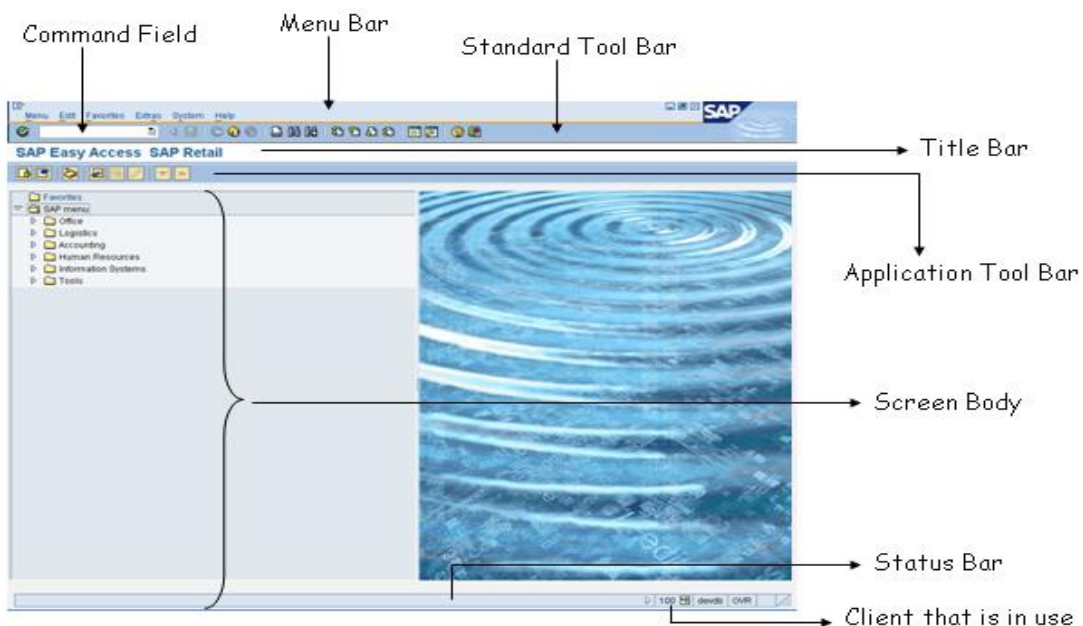 Command Field
Menu Bar
Standard Tool Bar
Menu Edit Favorites Extras System Help
SAP
SAP Easy Access SAP Retail
Title Bar
Favorites
SAP menu
Office
Logistics
Accounting
Human Resources
Information Systems
Tools
Application Tool Bar
Screen Body
Status Bar
100 OVR
Client that is in use